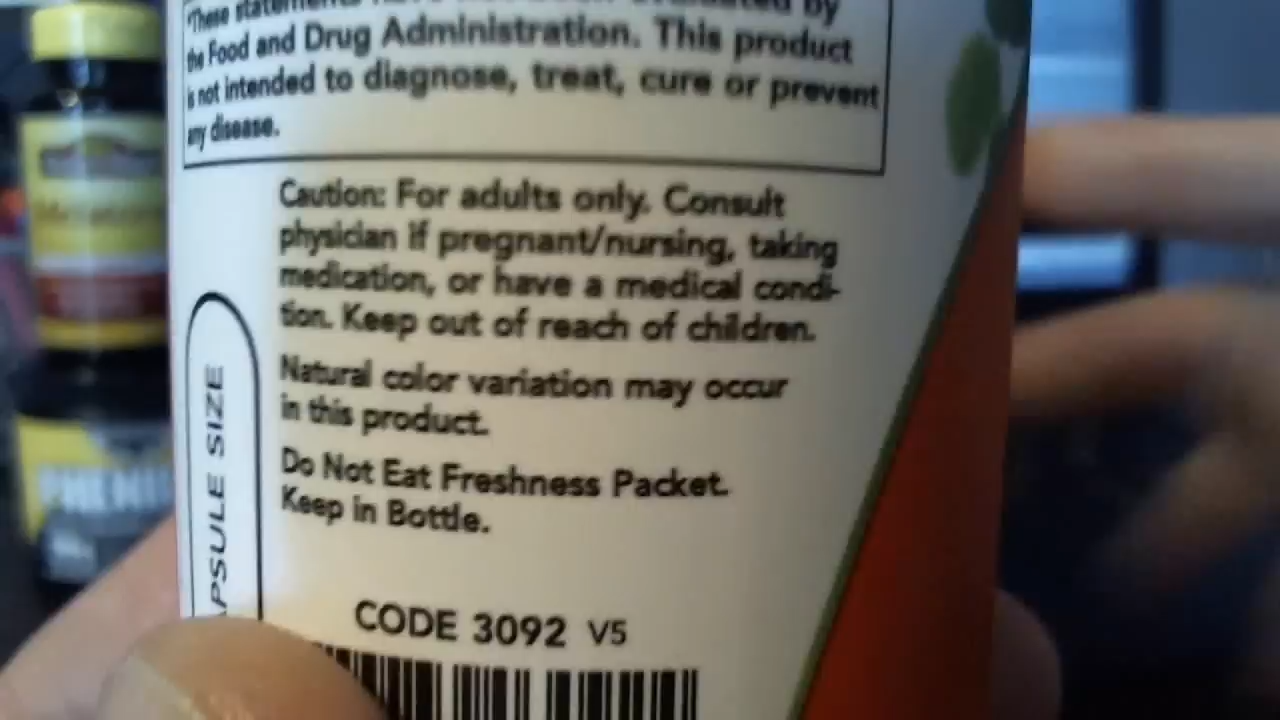 *These statements have not been evaluated by
the Food and Drug Administration. This product
is not intended to diagnose, treat, cure or prevent
any disease.
Caution: For adults only. Consult
physician if pregnant/nursing, taking
medication, or have a medical condi-
tion. Keep out of reach of children.
Natural color variation may occur
in this product.
Do Not Eat Freshness Packet.
Keep in Bottle.
APSULE SIZE
CODE 3092 V5